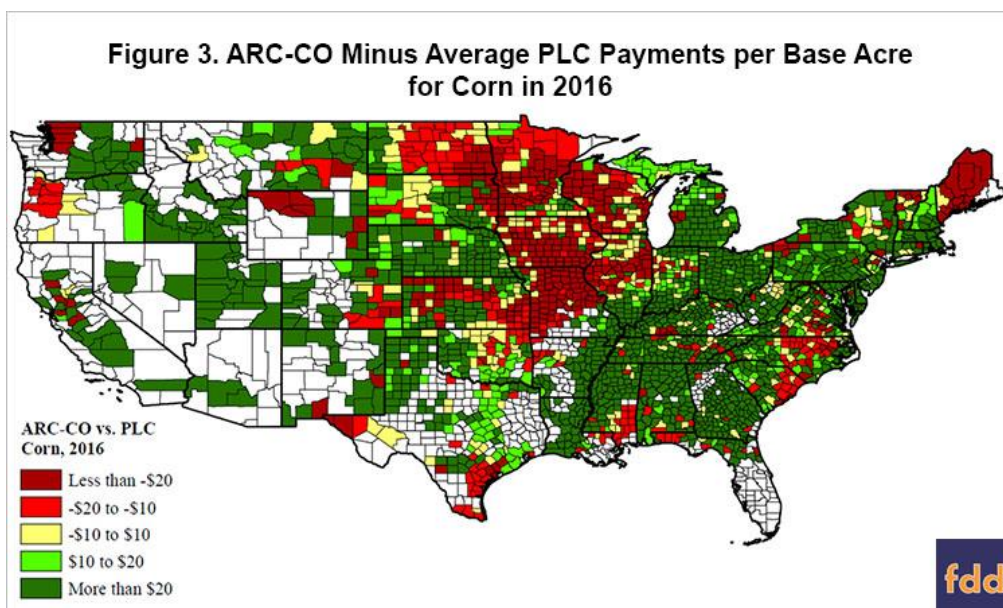 Figure 3. ARC-CO Minus Average PLC Payments per Base Acre
for Corn in 2016
ARC-CO vs. PLC
Corn, 2016
Less than -$20
-$20 to -$10
-$10 to $10
$10 to $20
More than $20
fdd